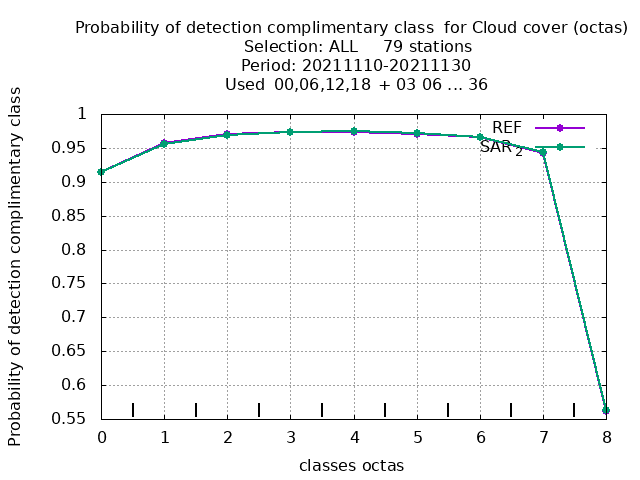 Probability of detection complimentary class  for Cloud cover (octas)
Selection: ALL     79 stations
Period: 20211110-20211130
Used  00,06,12,18  + 03 06 ... 36
Probability of detection complimentary class
1
0.95
0.9
0.85
0.8
0.75
0.7
0.65
0.6
0.55
REF
SAR 2
0 1 2 3 4 5 6 7 8
classes octas